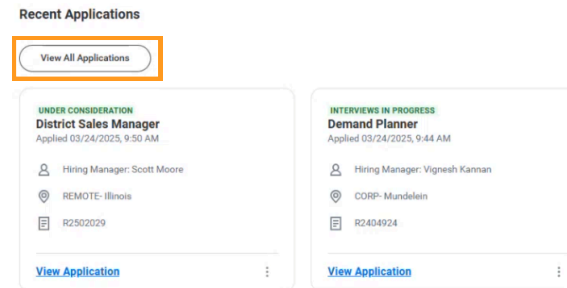 Recent Applications
View All Applications
UNDER CONSIDERATION
District Sales Manager
Applied 03/24/2025, 9:50 AM
Hiring Manager: Scott Moore
REMOTE- Illinois
R2502029
View Application
INTERVIEWS IN PROGRESS
Demand Planner
Applied 03/24/2025, 9:44 AM
Hiring Manager: Vignesh Kannan
CORP- Mundelein
R2404924
View Application